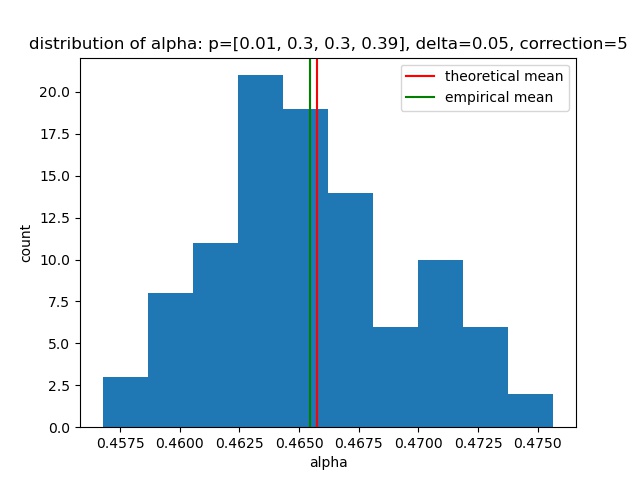 distribution of alpha: p=[0.01, 0.3, 0.3, 0.39], delta=0.05, correction=5
theoretical mean
empirical mean
20.0
17.5
15.0
12.5
10.0
7.5
5.0
2.5
0.0
count
0.4575 0.4600 0.4625 0.4650 0.4675 0.4700 0.4725 0.4750
alpha